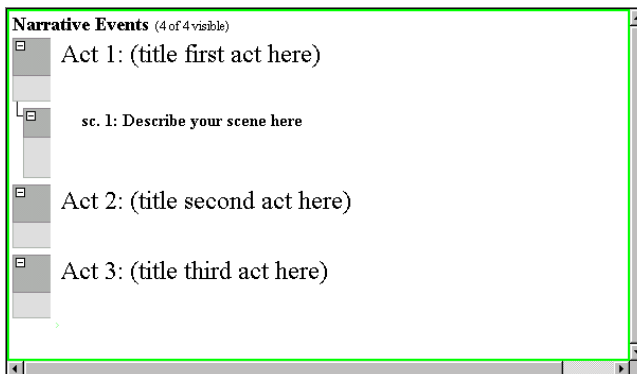 Narrative Events (4 of 4 visible)
Act 1: (title first act here)
sc. 1: Describe your scene here
Act 2: (title second act here)
Act 3: (title third act here)